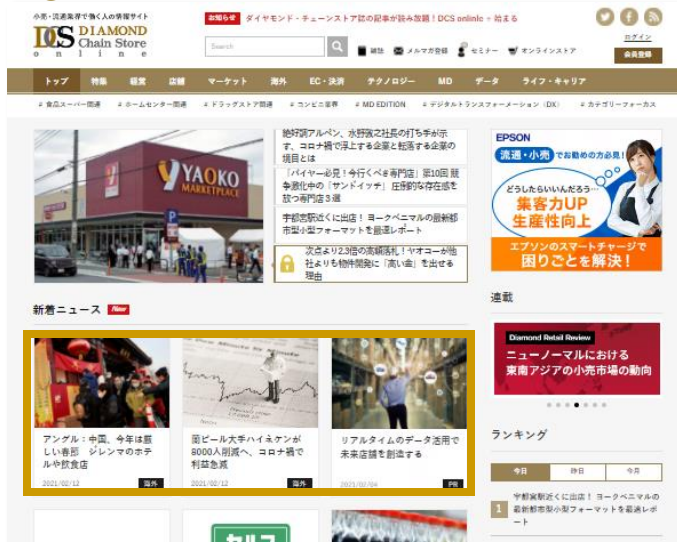 小売・流通業界で働く人の情報サイト
DCS DIAMOND
Chain Store
online
お知らせ ダイヤモンド・チェーンストア誌の記事が読み放題！DCS onlinle + 始まる
Search
雑誌 メルマガ登録 セミナー オンラインストア
ログイン
会員登録
トップ 特集 経営 店舗 マーケット 海外 EC・決済 テクノロジー MD データ ライフ・キャリア
# 食品スーパー関連 # ホームセンター関連 # ドラッグストア関連 # コンビニ業界 # MD EDITION # デジタルトランスフォーメーション（DX） # カテゴリーフォーカス
YAOKO
MARKETPLACE
P
絶好調アルペン、水野敦之社長の打ち手が示
す、コロナ禍で浮上する企業と転落する企業の
境目とは
「バイヤー必見！今行くべき専門店」第10回 競
争激化中の『サンドイッチ』 圧倒的な存在感を
放つ専門店３選
宇都宮駅近くに出店！ ヨークベニマルの最新都
市型小型フォーマットを最速レポート
次点より2.3倍の高額落札！ヤオコーが他
社よりも物件開発に「高い金」を出せる
理由
EPSON
流通・小売でお勤めの方必見！
どうしたらいいんだろう…
集客力UP
生産性向上
エプソンのスマートチャージで
困りごとを解決！
新着ニュース New
アングル：中国、今年は厳
しい春節 ジレンマのホテ
ルや飲食店
2021/02/12 海外
蘭ビール大手ハイネケンが
8000人削減へ、コロナ禍で
利益急減
2021/02/12 海外
リアルタイムのデータ活用で
未来店舗を創造する
2021/02/04 PR
連載
Diamond Retail Review
ニューノーマルにおける
東南アジアの小売市場の動向
ランキング
今日 昨日 今月
1
宇都宮駅近くに出店！ ヨークベニマルの
最新都市型小型フォーマットを最速レポ
ート